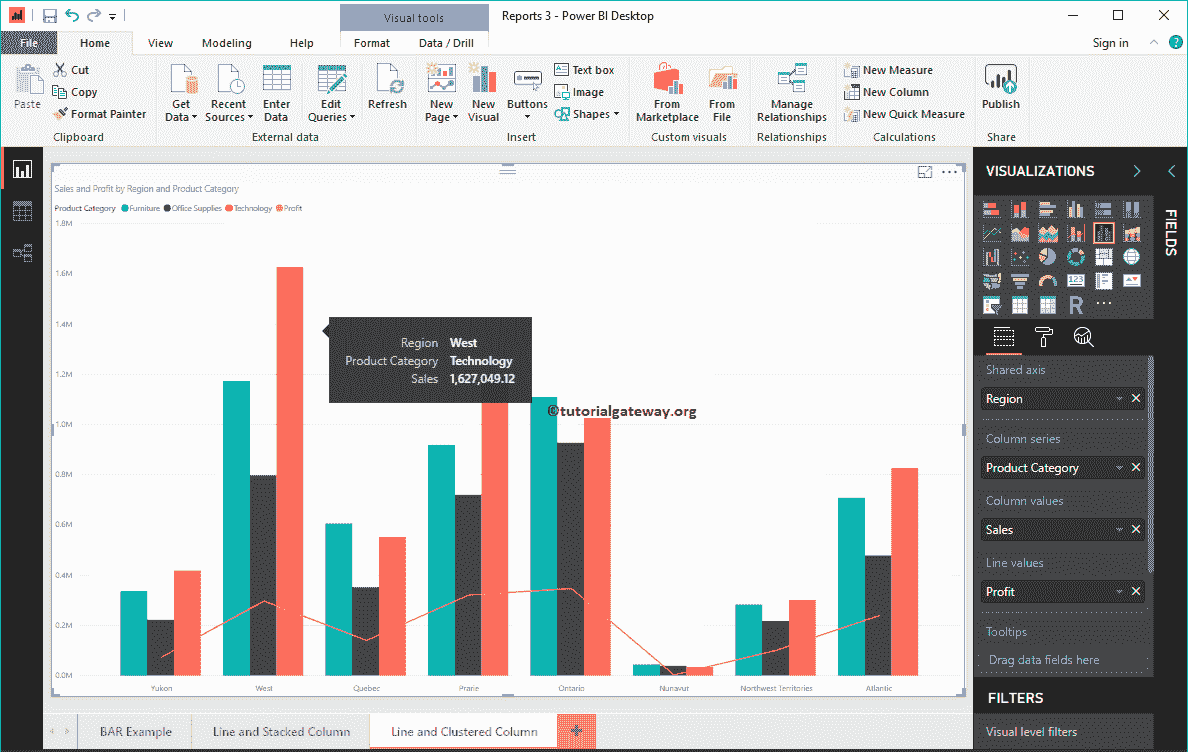 Visual tools
Reports 3 - Power BI Desktop
File
Home
View
Modeling
Help
Format
Data / Drill
Sign in
?
Paste
Cut
Copy
Format Painter
Clipboard
Get
Data
Recent
Sources
Enter
Data
Edit
Queries
External data
Refresh
New
Page
New
Visual
Buttons
Text box
Image
Shapes
Insert
From
Marketplace
From
File
Custom visuals
Manage
Relationships
Relationships
New Measure
New Column
New Quick Measure
Calculations
Publish
Share
Sales and Profit by Region and Product Category
Product Category Furniture Office Supplies Technology Profit
1.8M
1.6M
1.4M
1.2M
1.0M
0.8M
0.6M
0.4M
0.2M
0.0M
Region West
Product Category Technology
Sales 1,627,049.12
©tutorialgateway.org
Yukon
West
Quebec
Prarie
Ontario
Nunavut
Northwest Territories
Atlantic
VISUALIZATIONS
FIELDS
123
R
Shared axis
Region
Column series
Product Category
Column values
Sales
Line values
Profit
Tooltips
Drag data fields here
FILTERS
Visual level filters
BAR Example
Line and Stacked Column
Line and Clustered Column
+